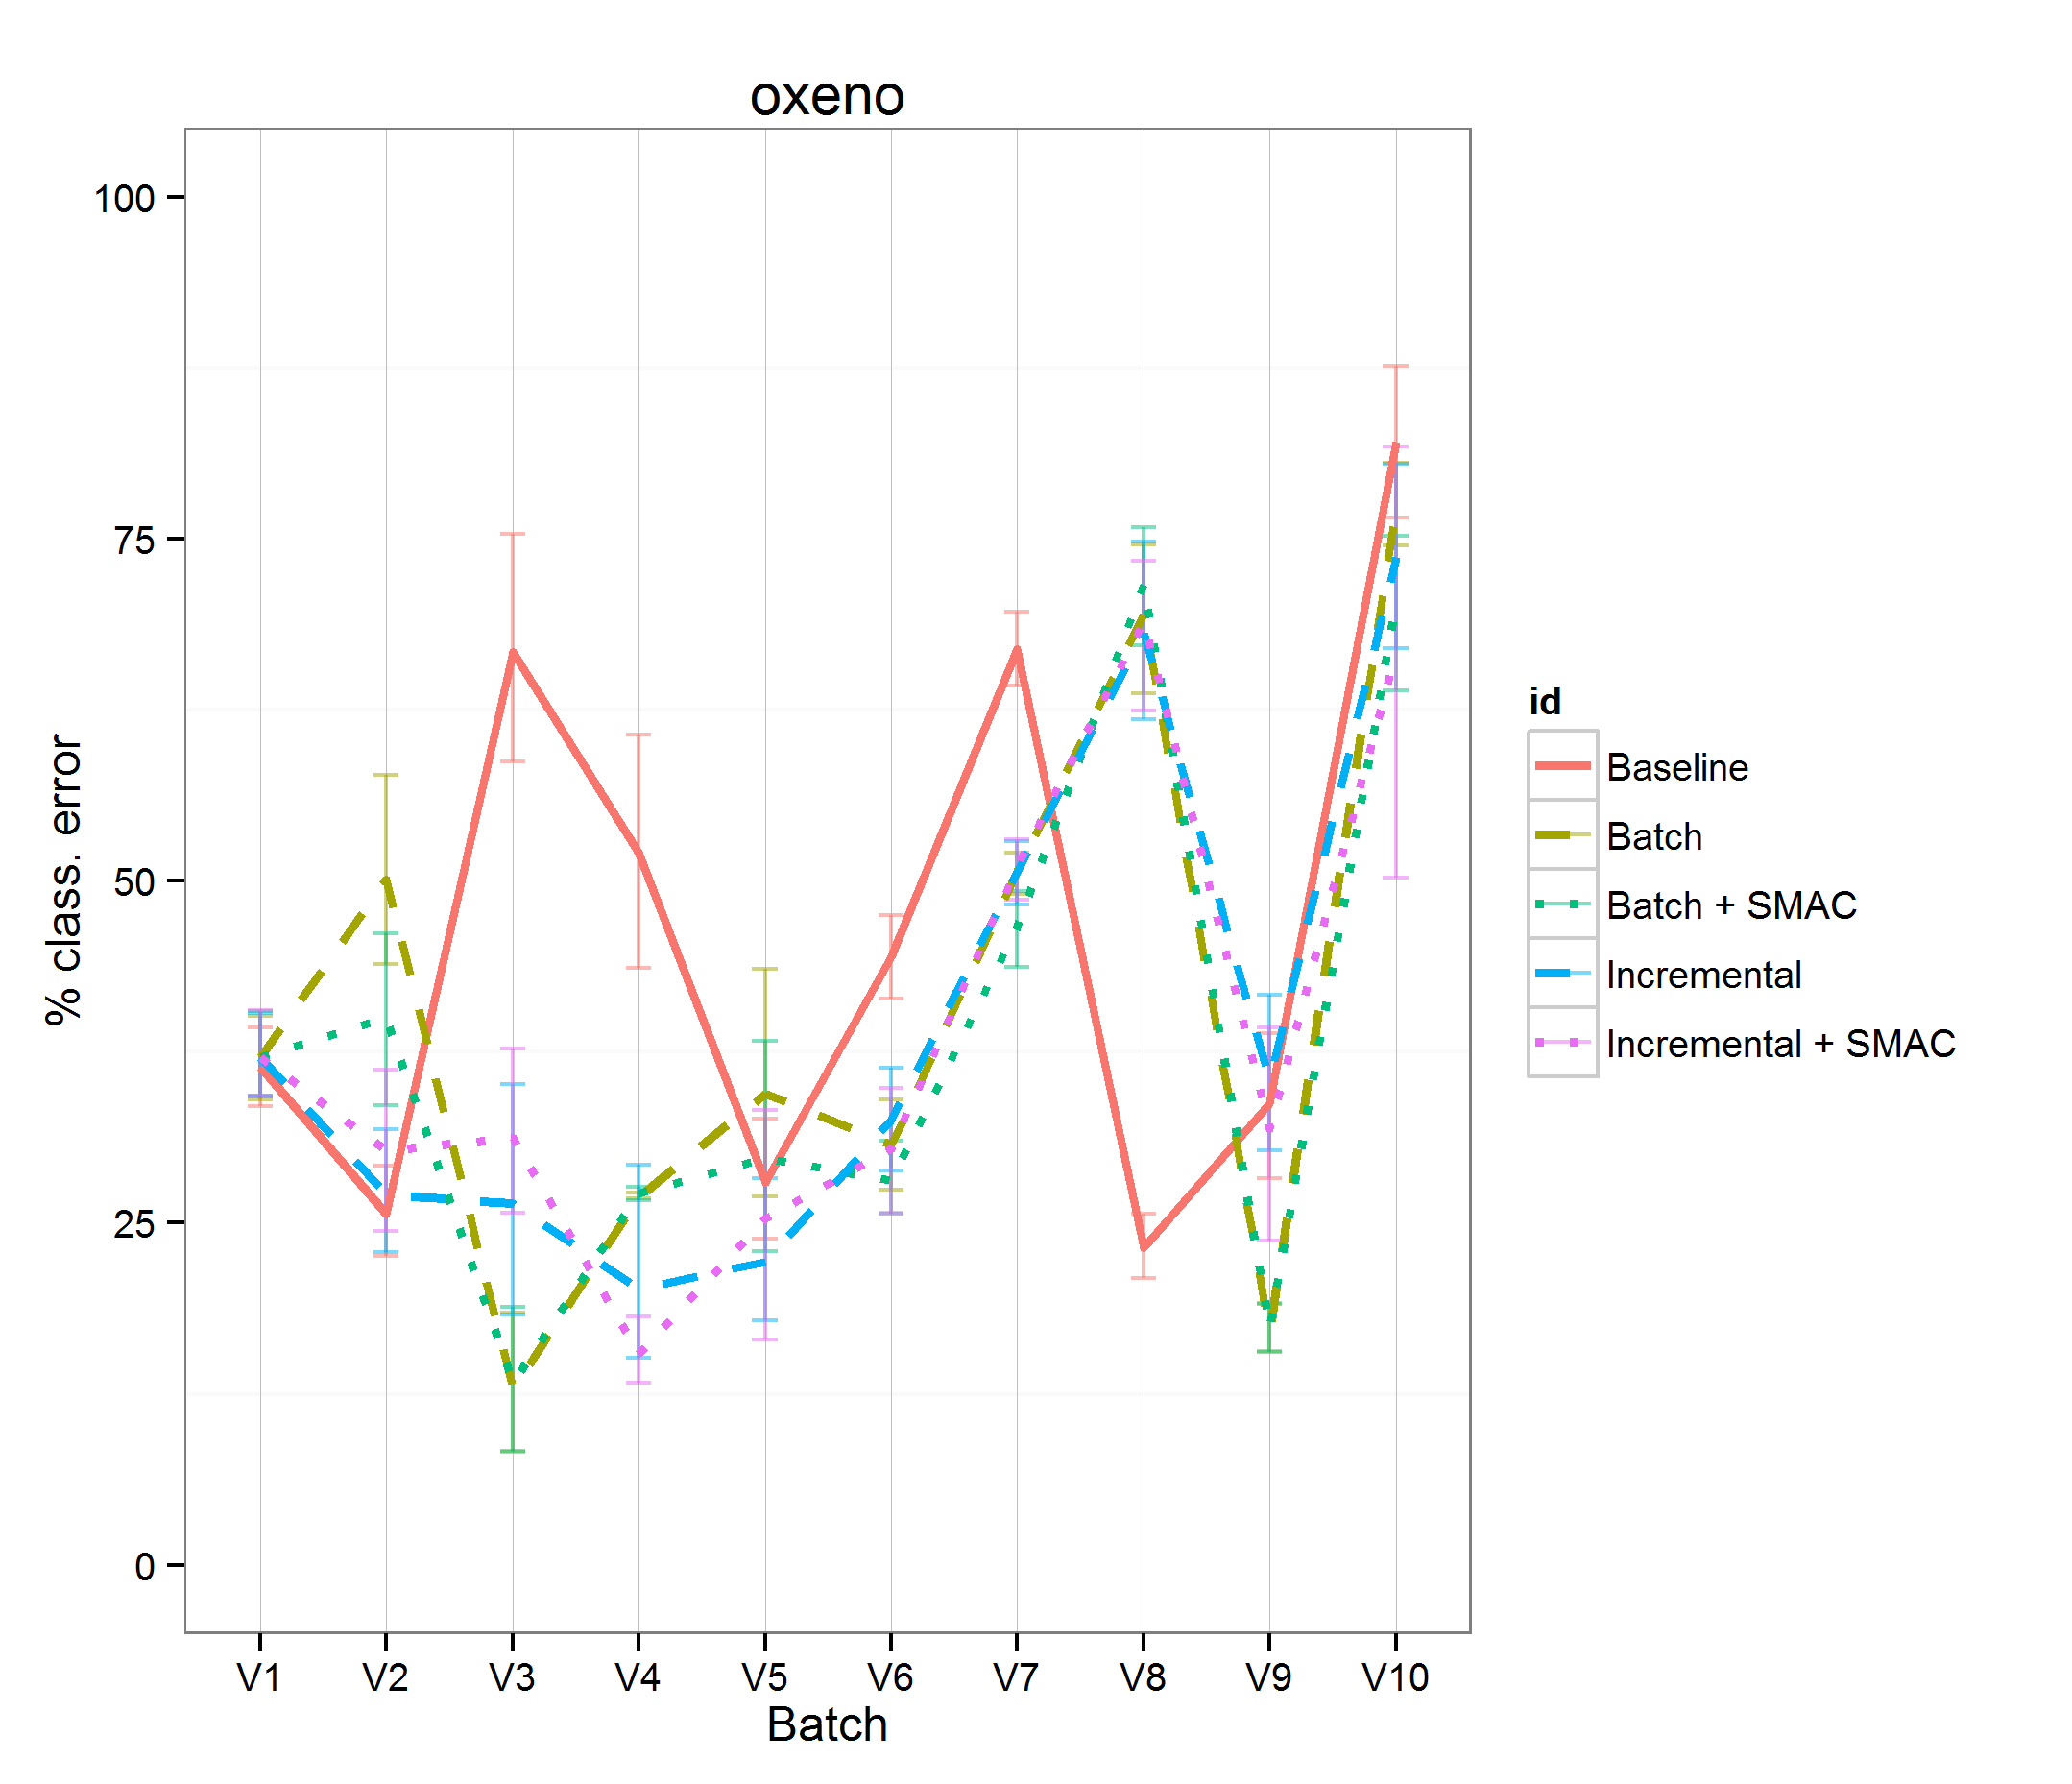 oxeno
100
75
50
25
0
% class. error
V1 V2 V3 V4 V5 V6 V7 V8 V9 V10
Batch
id
Baseline
Batch
Batch + SMAC
Incremental
Incremental + SMAC